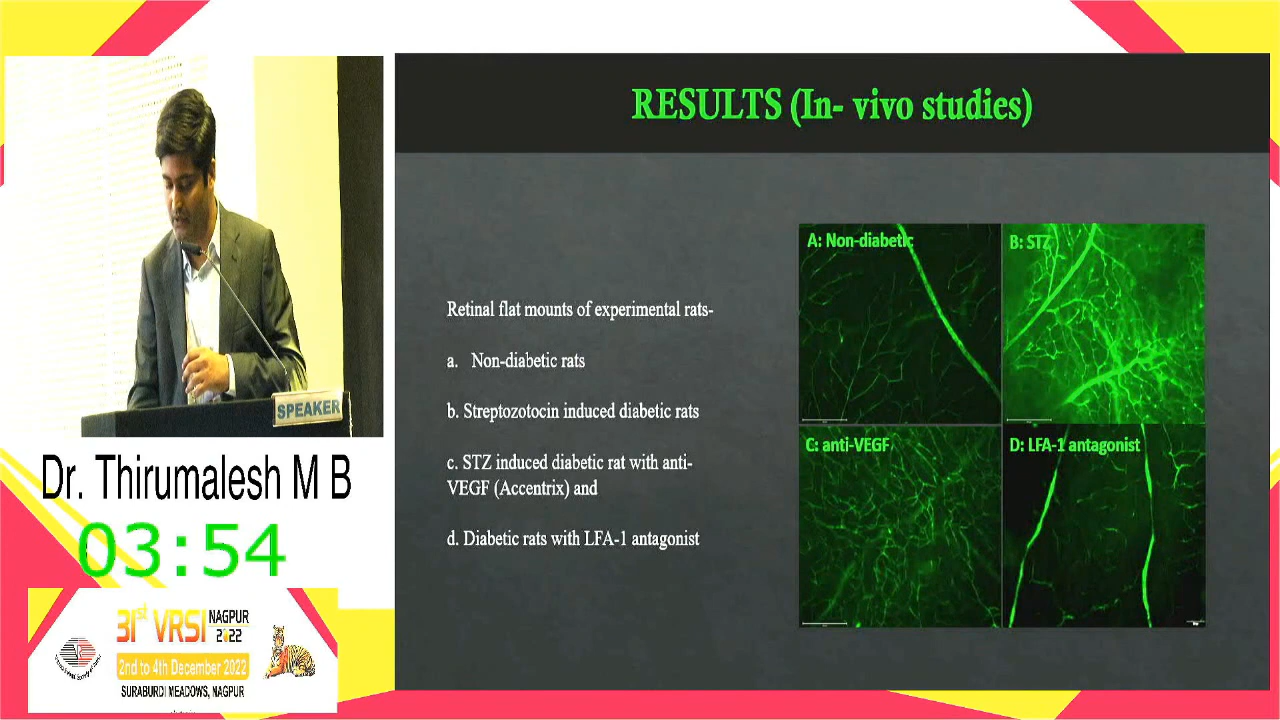 RESULTS (In- vivo studies)
Retinal flat mounts of experimental rats-
a. Non-diabetic rats
b. Streptozotocin induced diabetic rats
c. STZ induced diabetic rat with anti-
VEGF (Accentrix) and
d. Diabetic rats with LFA-1 antagonist
A: Non-diabetic
B: STZ
C: anti-VEGF
D: LFA-1 antagonist
SPEAKER
Dr. Thirumalesh M B
03:54
31st VRSI NAGPUR
2022
2nd to 4th December 2022
SURABURDI MEADOWS, NAGPUR